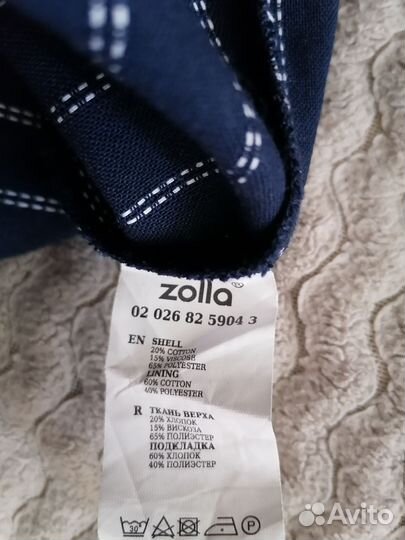 zolla®
02 026 82 5904 3
EN SHELL
20% COTTON
15% VISCOSE
65% POLYESTER
LINING
60% COTTON
40% POLYESTER
R ТКАНЬ ВЕРХА
20% ХЛОПОК
15% ВИСКОЗА
65% ПОЛИЭСТЕР
ПОДКЛАДКА
60% ХЛОПОК
40% ПОЛИЭСТЕР
30° P
Avito